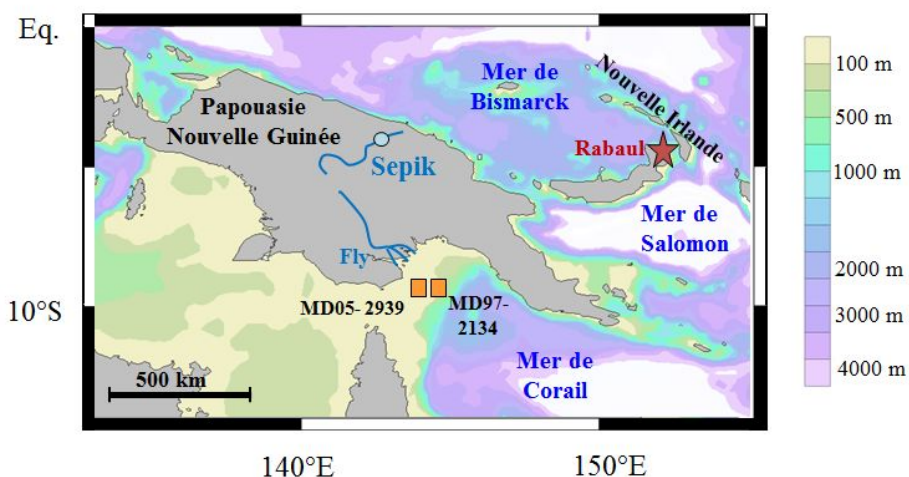 Eq.
Mer de
Bismarck
Nouvelle Irlande
Papouasie
Nouvelle Guinée
Rabaul
Sepik
Mer de
Salomon
Fly
10°S
MD05-2939
MD97-
2134
Mer de
Corail
500 km
140°E
150°E
100 m
500 m
1000 m
2000 m
3000 m
4000 m